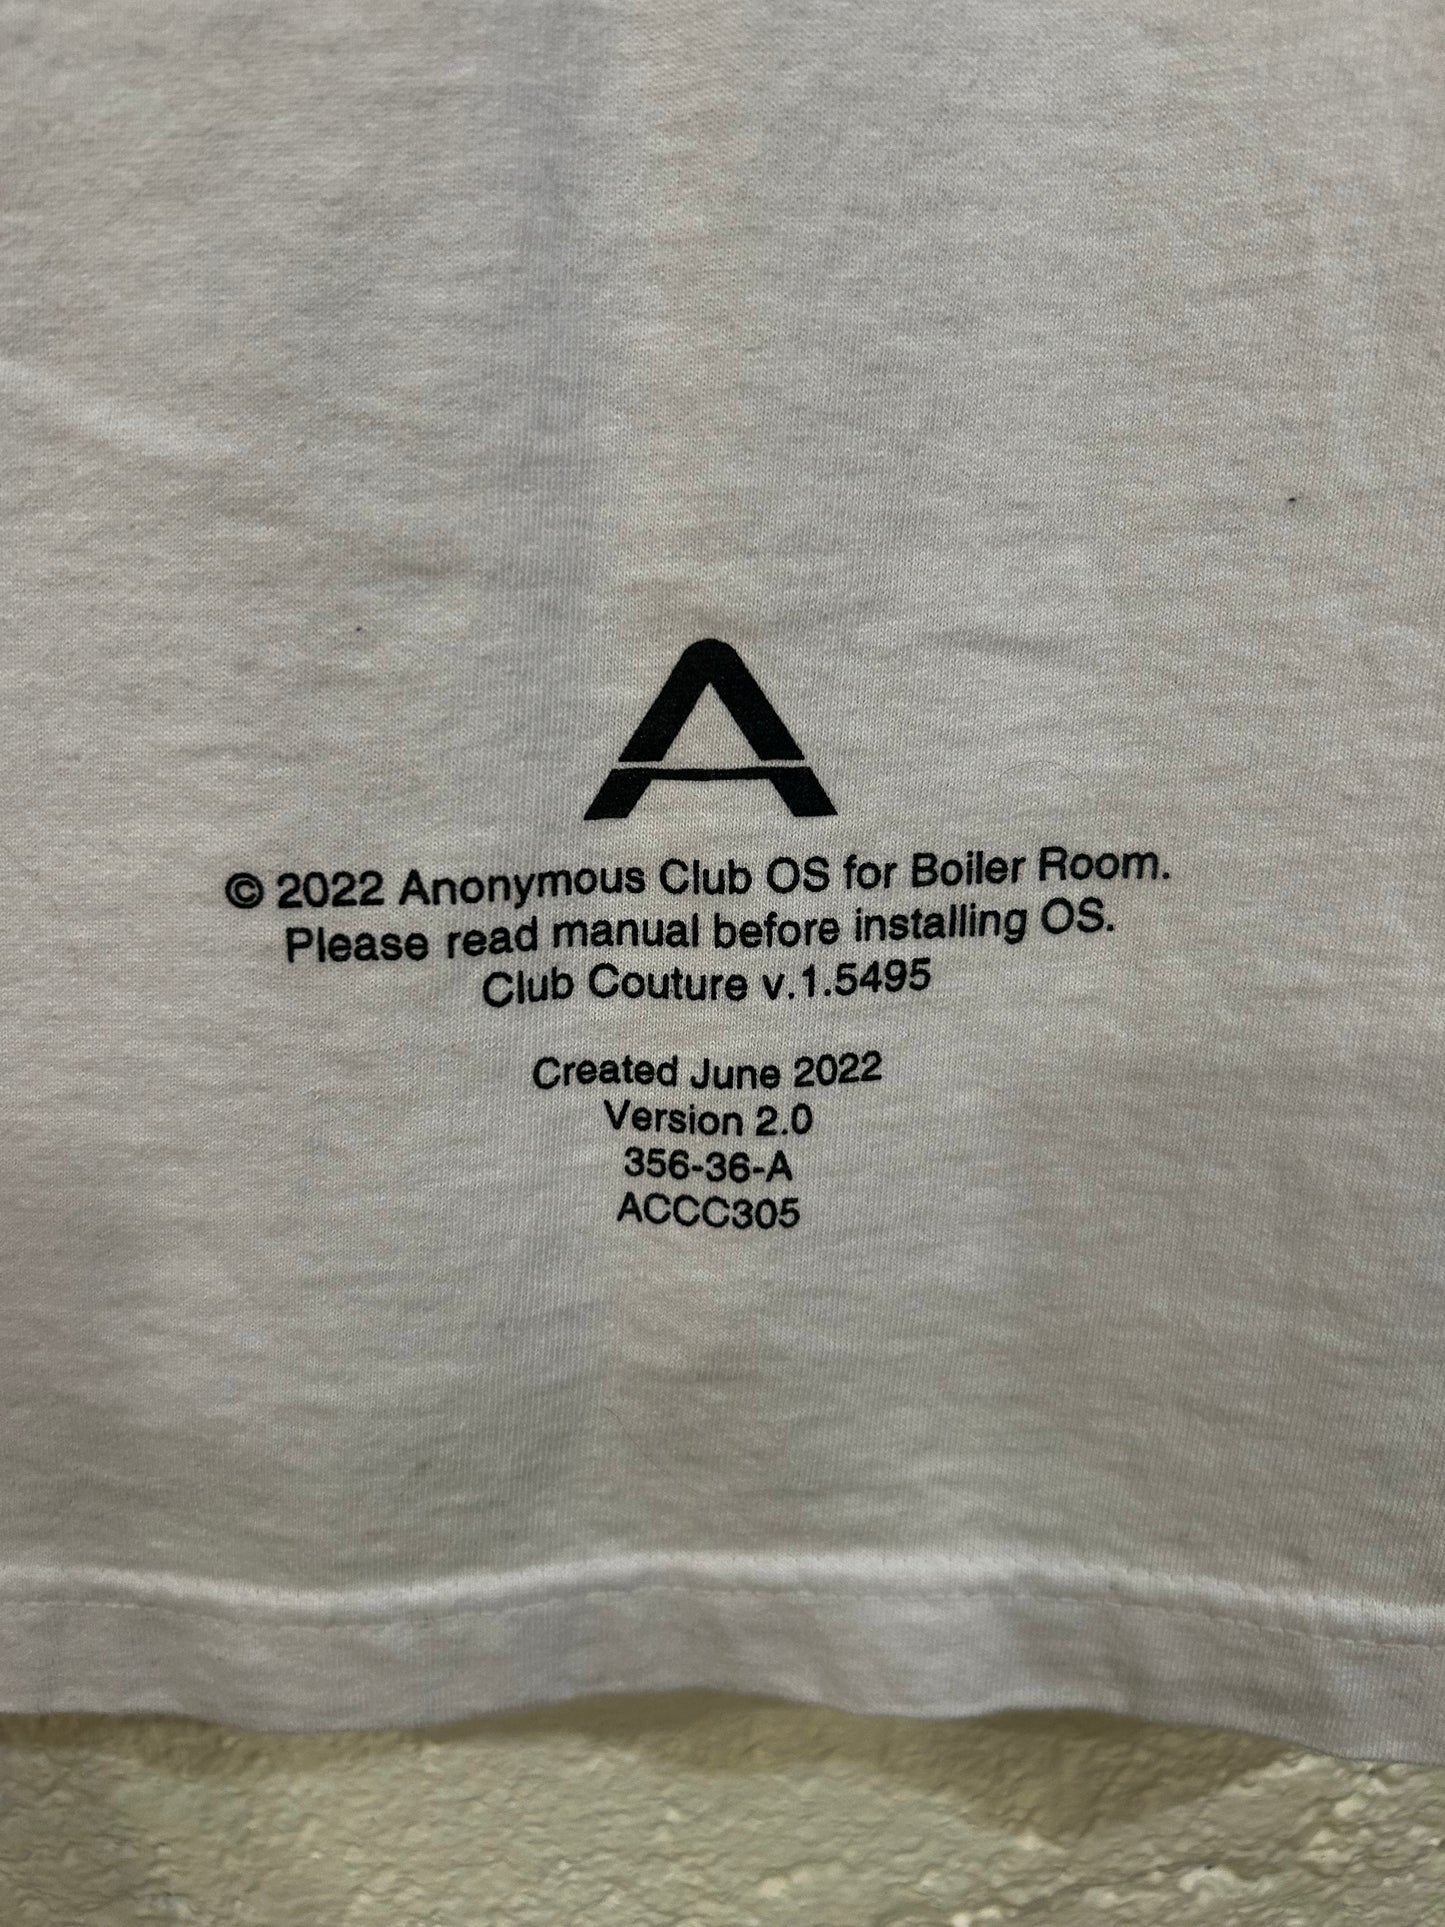 A
© 2022 Anonymous Club OS for Boiler Room.
Please read manual before installing OS.
Club Couture v.1.5495
Created June 2022
Version 2.0
356-36-A
ACCC305